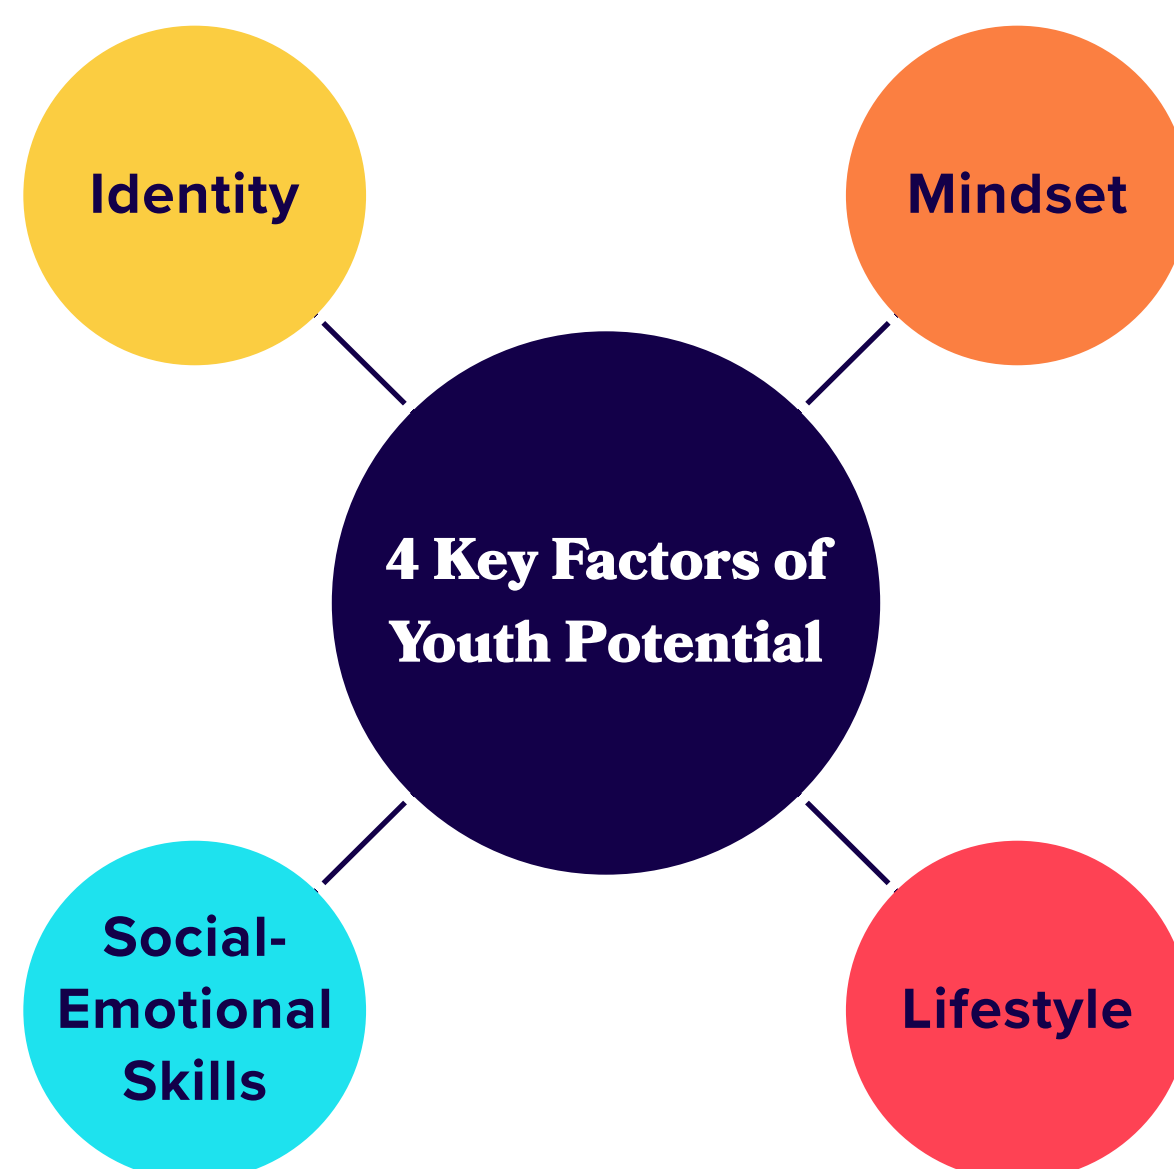 Identity
Mindset
4 Key Factors of
Youth Potential
Social-
Emotional
Skills
Lifestyle